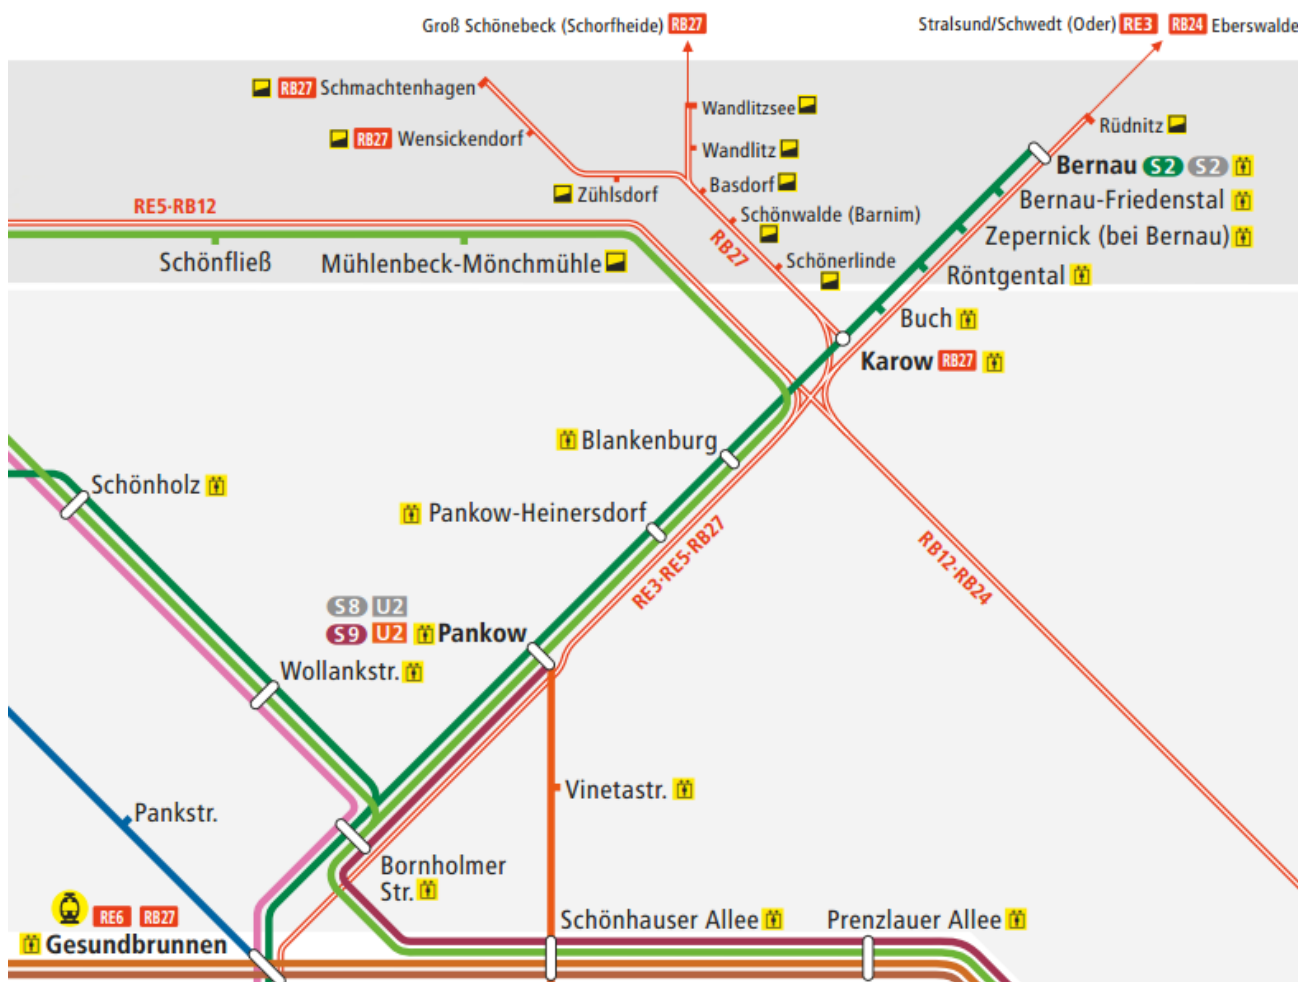 Groß Schönebeck (Schorfheide) RB27
Stralsund/Schwedt (Oder) RE3 RB24 Eberswalde
RB27 Schmachtenhagen
Wandlitzsee
RB27 Wensickendorf
Rüdnitz
Wandlitz
Bernau S2 S2
Zühlsdorf
Basdorf
Bernau-Friedenstal
RE5·RB12
Schönwalde (Barnim)
Zepernick (bei Bernau)
RB27
Schönfließ
Mühlenbeck-Mönchmühle
Schönerlinde
Röntgental
Buch
Karow RB27
Blankenburg
Schönholz
Pankow-Heinersdorf
RE3·RE5·RB27
RB12·RB24
S8 U2
S9 U2 Pankow
Wollankstr.
Vinetastr.
Pankstr.
Bornholmer
Str.
RE6 RB27
Gesundbrunnen
Schönhauser Allee
Prenzlauer Allee